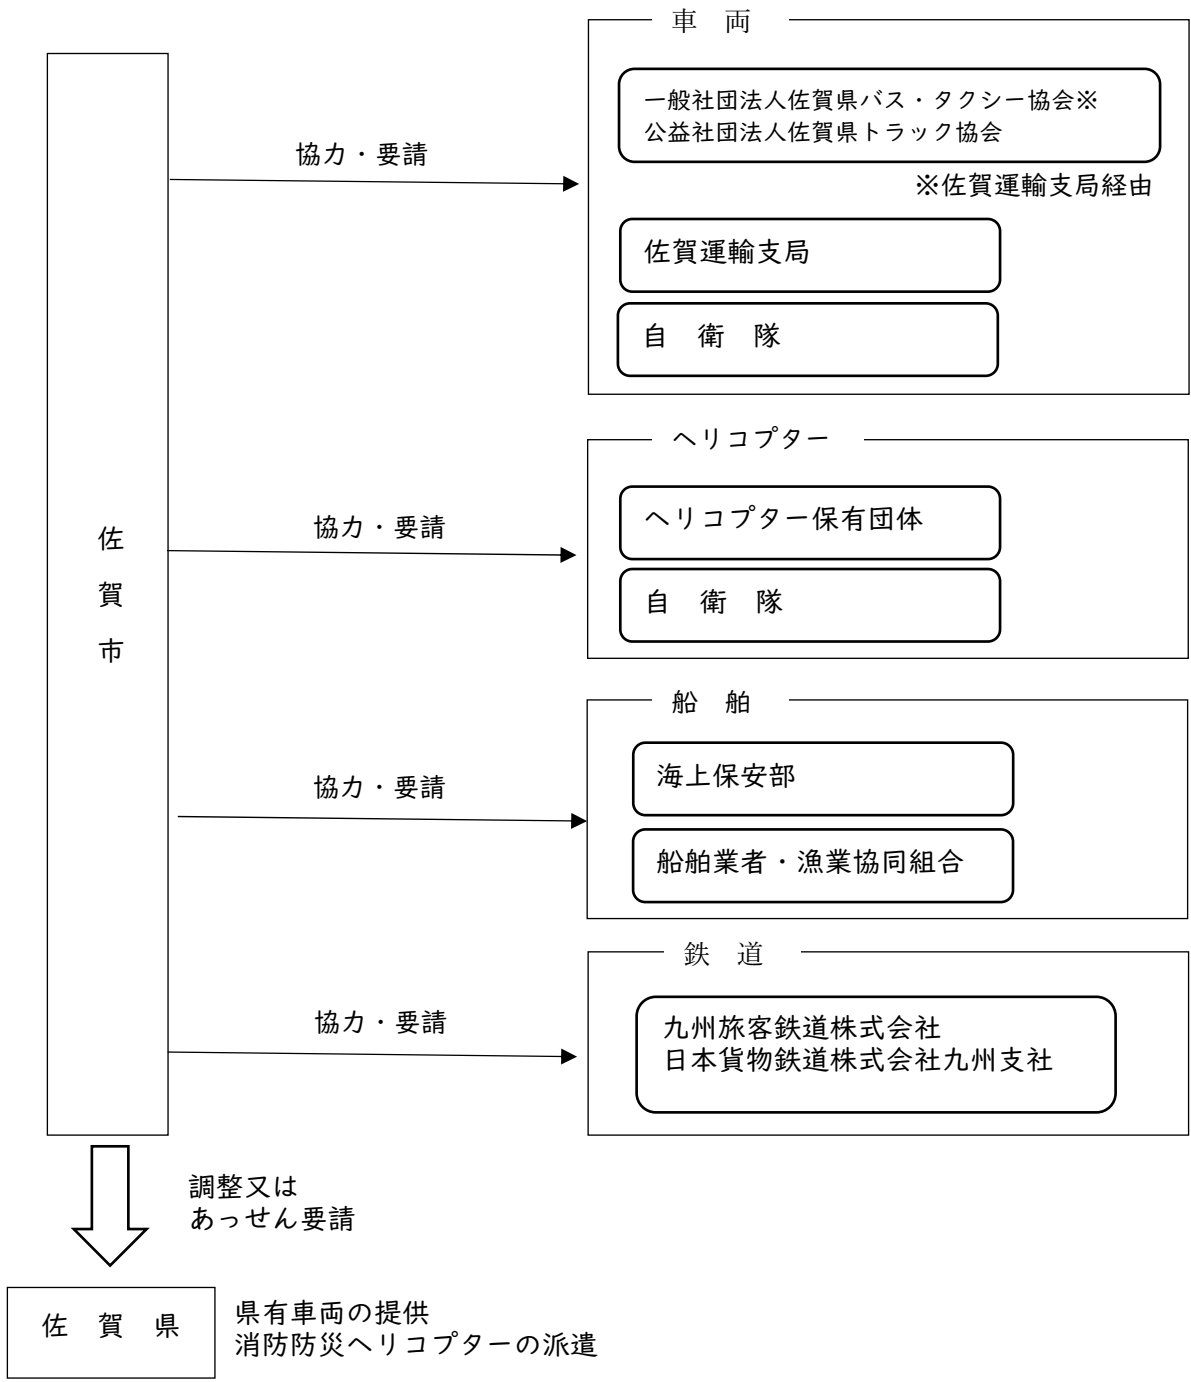 車　両
一般社団法人佐賀県バス・タクシー協会※
公益社団法人佐賀県トラック協会
協力・要請
※佐賀運輸支局経由
佐賀運輸支局
自　衛　隊
ヘリコプター
協力・要請
ヘリコプター保有団体
自　衛　隊
佐
賀
市
船　舶
協力・要請
海上保安部
船舶業者・漁業協同組合
鉄　道
協力・要請
九州旅客鉄道株式会社
日本貨物鉄道株式会社九州支社
調整又は
あっせん要請
佐　賀　県
県有車両の提供
消防防災ヘリコプターの派遣